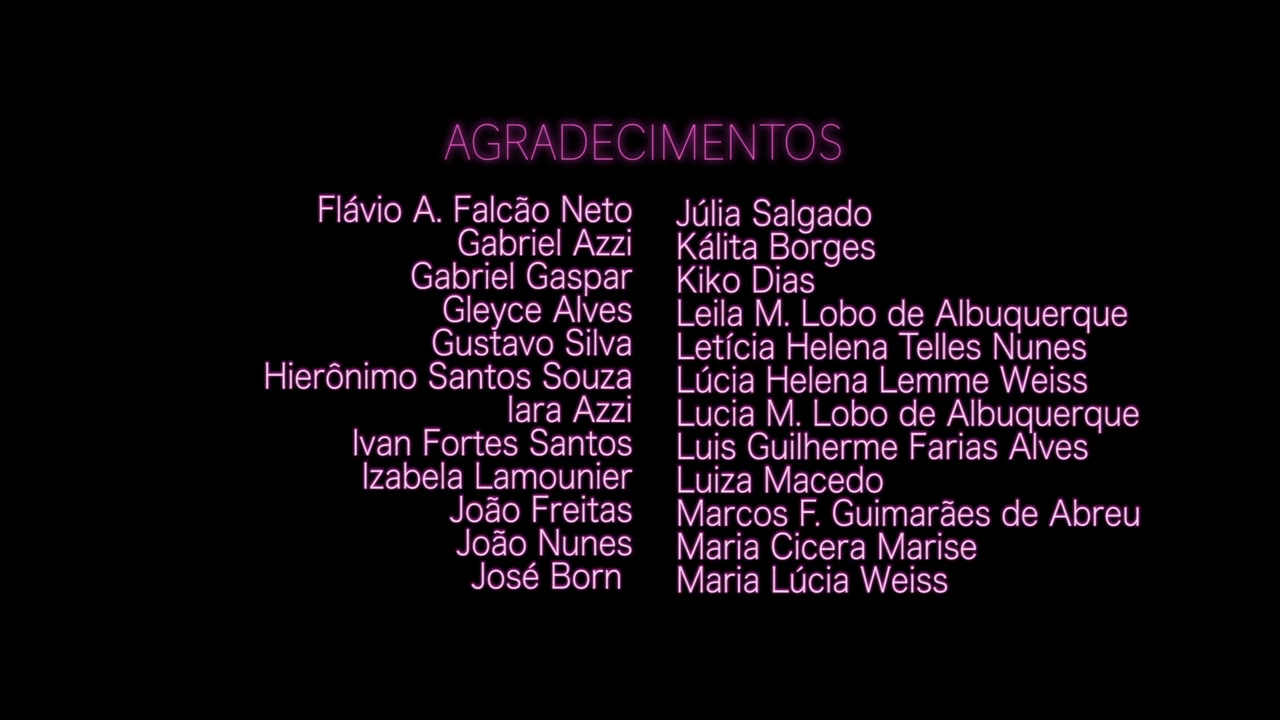 AGRADECIMENTOS
Flávio A. Falcão Neto
Gabriel Azzi
Gabriel Gaspar
Gleyce Alves
Gustavo Silva
Hierônimo Santos Souza
Iara Azzi
Ivan Fortes Santos
Izabela Lamounier
João Freitas
João Nunes
José Born
Júlia Salgado
Kálita Borges
Kiko Dias
Leila M. Lobo de Albuquerque
Letícia Helena Telles Nunes
Lúcia Helena Lemme Weiss
Lucia M. Lobo de Albuquerque
Luis Guilherme Farias Alves
Luiza Macedo
Marcos F. Guimarães de Abreu
Maria Cicera Marise
Maria Lúcia Weiss